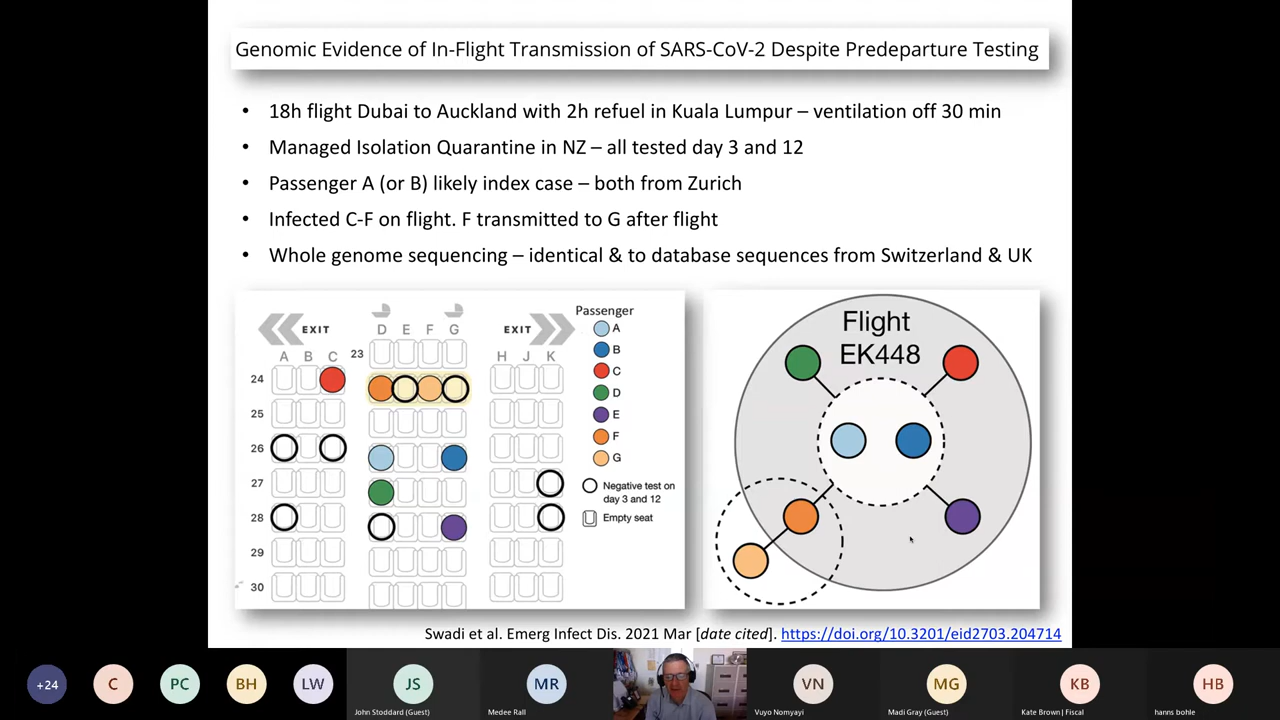 Genomic Evidence of In-Flight Transmission of SARS-CoV-2 Despite Predeparture Testing
• 18h flight Dubai to Auckland with 2h refuel in Kuala Lumpur – ventilation off 30 min
• Managed Isolation Quarantine in NZ – all tested day 3 and 12
• Passenger A (or B) likely index case – both from Zurich
• Infected C-F on flight. F transmitted to G after flight
• Whole genome sequencing – identical & to database sequences from Switzerland & UK
EXIT
D E F G
EXIT
A B C
23
H J K
24
25
26
27
28
29
30
Passenger
A
B
C
D
E
F
G
Negative test on
day 3 and 12
Empty seat
Flight
EK448
Swadi et al. Emerg Infect Dis. 2021 Mar [date cited]. https://doi.org/10.3201/eid2703.204714
+24
C
PC
BH
LW
JS
John Stoddard (Guest)
MR
Medee Rall
VN
Vuyo Nomyayi
MG
Madi Gray (Guest)
KB
Kate Brown | Fiscal
HB
hanns bohle